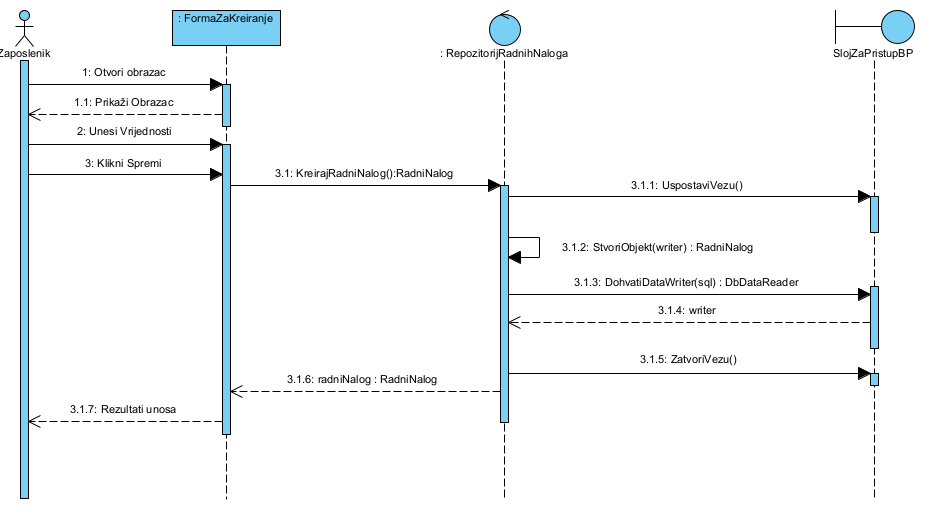 : FormaZaKreiranje
Zaposlenik
: RepozitorijRadnihNaloga
SlojZaPristupBP
1: Otvori obrazac
1.1: Prikaži Obrazac
2: Unesi Vrijednosti
3: Klikni Spremi
3.1: KreirajRadniNalog():RadniNalog
3.1.1: UspostaviVezu()
3.1.2: StvoriObjekt(writer) : RadniNalog
3.1.3: DohvatiDataWriter(sql) : DbDataReader
3.1.4: writer
3.1.5: ZatvoriVezu()
3.1.6: radniNalog : RadniNalog
3.1.7: Rezultati unosa